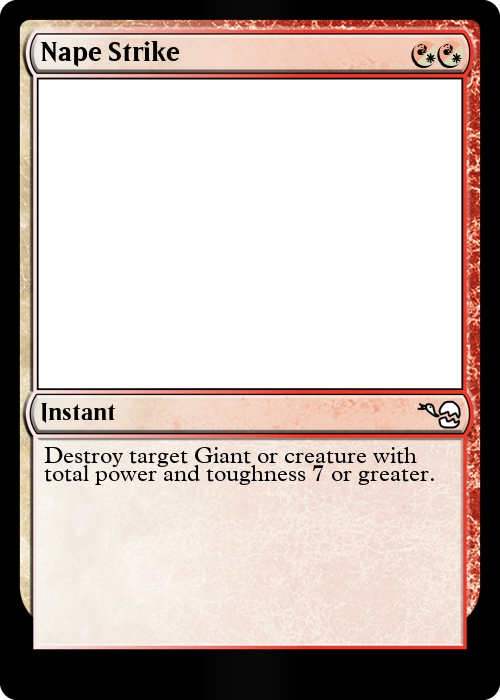 Nape Strike
Instant
Destroy target Giant or creature with
total power and toughness 7 or greater.